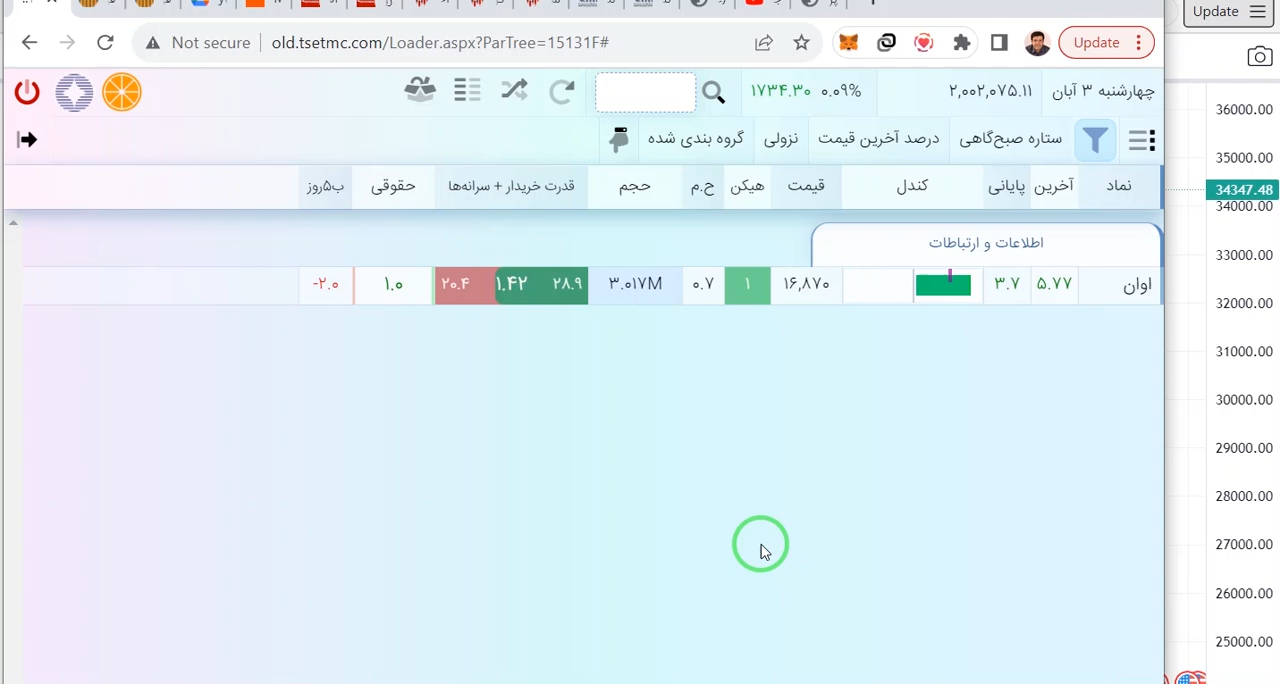 Update
Not secure
old.tsetmc.com/Loader.aspx?ParTree=15131F#
Update
چهارشنبه ۳ آبان
۲,۰۰۲,۰۷۵.۱۱
۱۷۳۴.۳۰ ۰.۰۹%
ستاره صبح‌گاهی
درصد آخرین قیمت
نزولی
گروه بندی شده
نماد آخرین پایانی کندل قیمت هیکن ح.م حجم قدرت خریدار + سرانه‌ها حقوقی ب۵روز
اطلاعات و ارتباطات
اوان ۵.۷۷ ۳.۷ ۱۶,۸۷۰ ۱ ۰.۷ ۳.۰۱۷M ۲۸.۹ ۱.۴۲ ۲۰.۴ ۱.۰ -۲.۰
36000.00
35000.00
34347.48
34000.00
33000.00
32000.00
31000.00
30000.00
29000.00
28000.00
27000.00
26000.00
25000.00